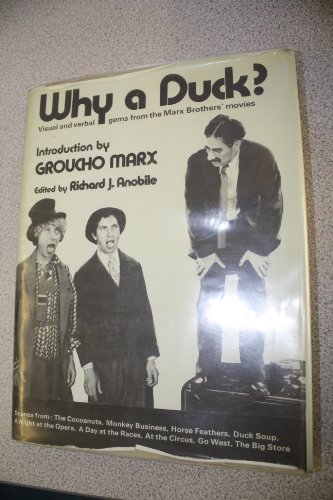 Why a Duck?
Visual and verbal gems from the Marx Brothers' movies
Introduction by
GROUCHO MARX
Edited by Richard J. Anobile
Scenes from: The Cocoanuts, Monkey Business, Horse Feathers, Duck Soup,
A Night at the Opera, A Day at the Races, At the Circus, Go West, The Big Store